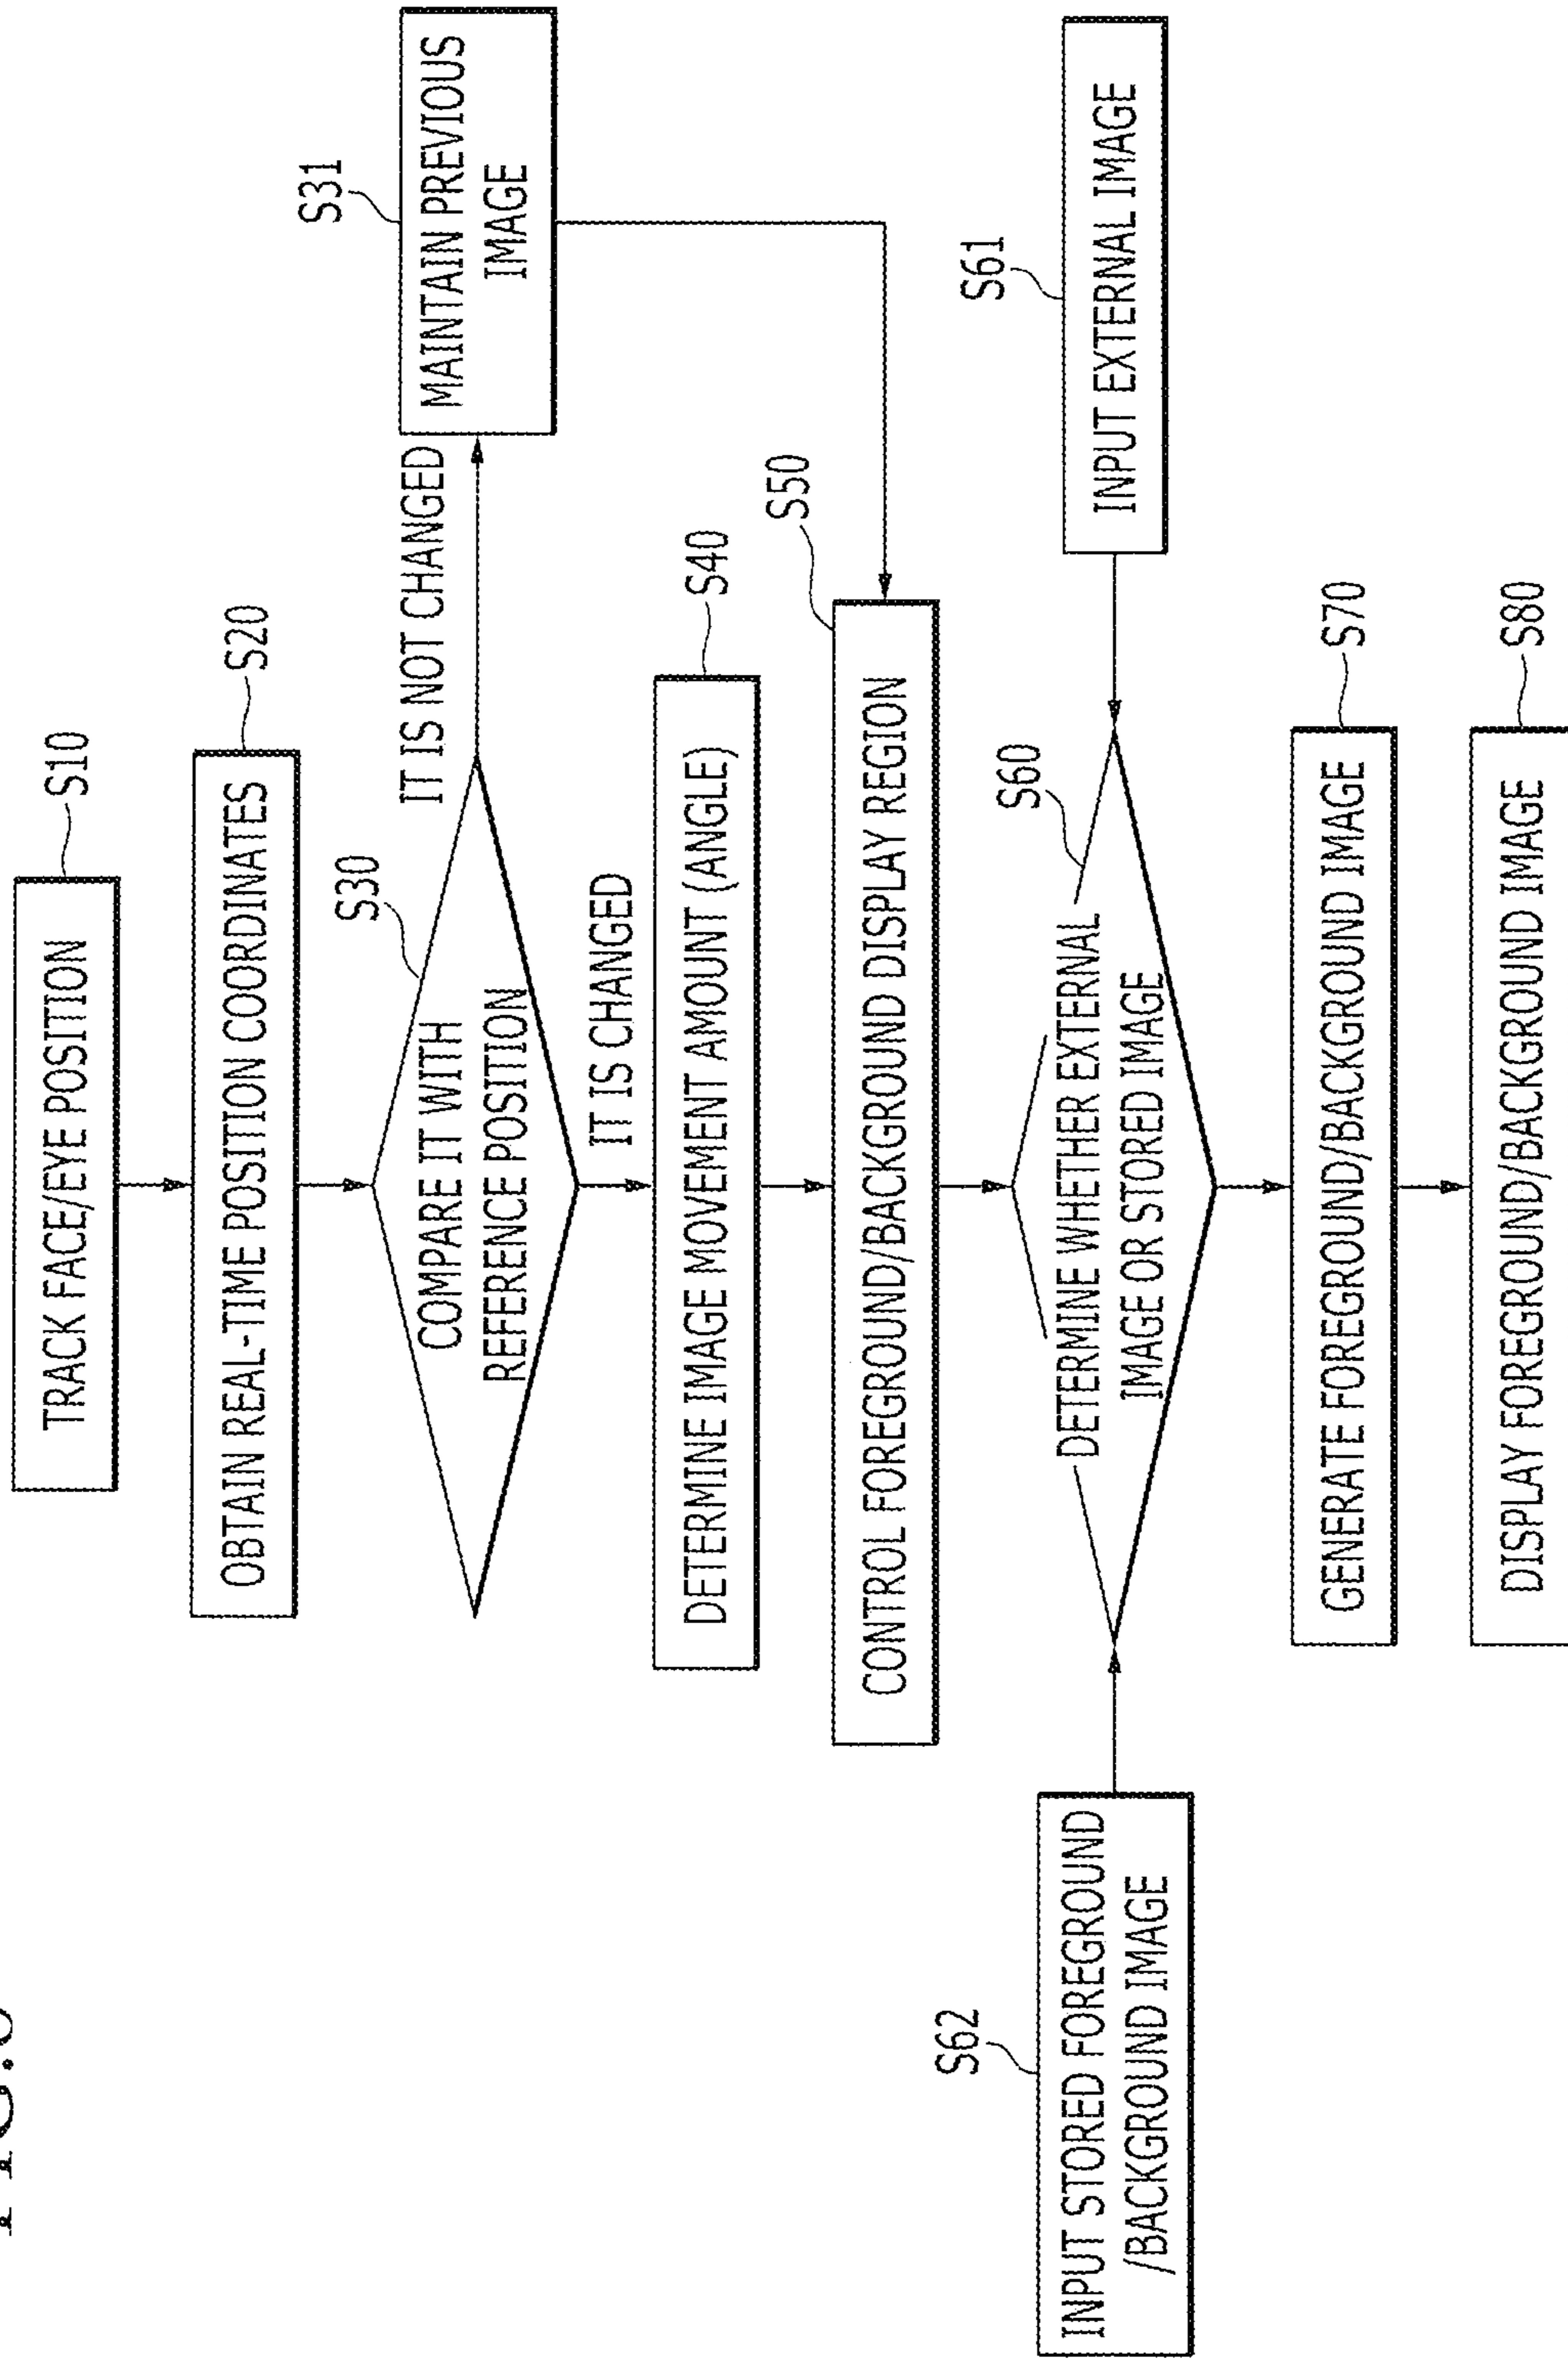 S10
TRACK FACE/EYE POSITION
S20
OBTAIN REAL-TIME POSITION COORDINATES
S30
COMPARE IT WITH
REFERENCE POSITION
IT IS NOT CHANGED
S31
MAINTAIN PREVIOUS
IMAGE
IT IS CHANGED
S40
DETERMINE IMAGE MOVEMENT AMOUNT (ANGLE)
S50
CONTROL FOREGROUND/BACKGROUND DISPLAY REGION
S62
INPUT STORED FOREGROUND
/BACKGROUND IMAGE
S60
DETERMINE WHETHER EXTERNAL
IMAGE OR STORED IMAGE
S61
INPUT EXTERNAL IMAGE
S70
GENERATE FOREGROUND/BACKGROUND IMAGE
S80
DISPLAY FOREGROUND/BACKGROUND IMAGE